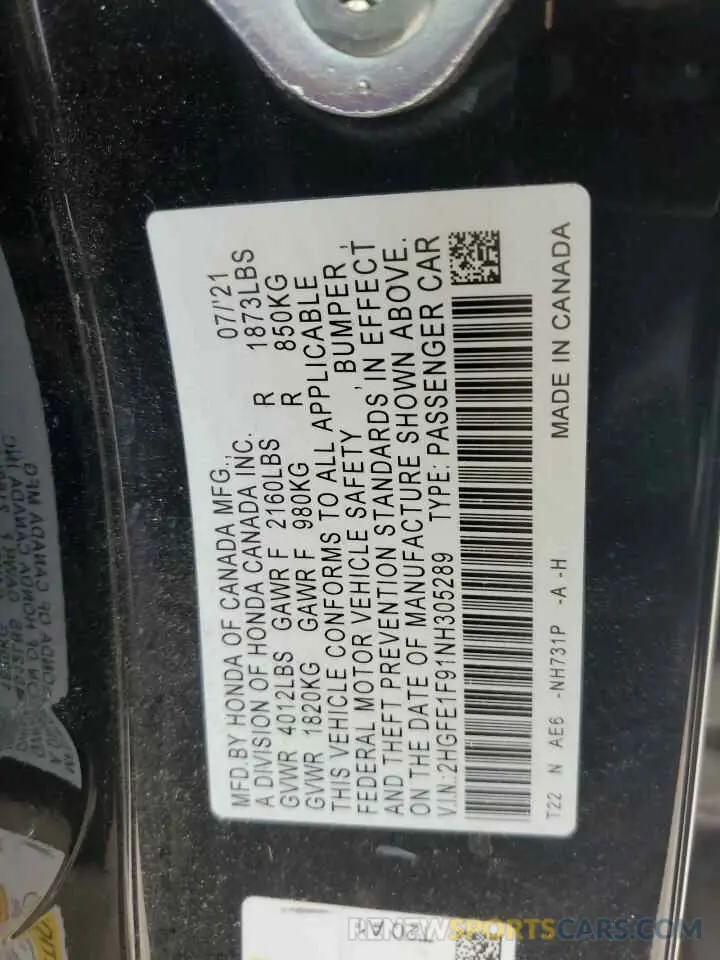 MFD.BY HONDA OF CANADA MFG., 07/'21
A DIVISION OF HONDA CANADA INC.
GVWR 4012LBS GAWR F 2160LBS R 1873LBS
GVWR 1820KG GAWR F 980KG R 850KG
THIS VEHICLE CONFORMS TO ALL APPLICABLE
FEDERAL MOTOR VEHICLE SAFETY , BUMPER ,
AND THEFT PREVENTION STANDARDS IN EFFECT
ON THE DATE OF MANUFACTURE SHOWN ABOVE.
V.I.N:2HGFE1F91NH305289 TYPE: PASSENGER CAR
T22 N AE6 -NH731P -A -H MADE IN CANADA
RENEWSPORTSCARS.COM